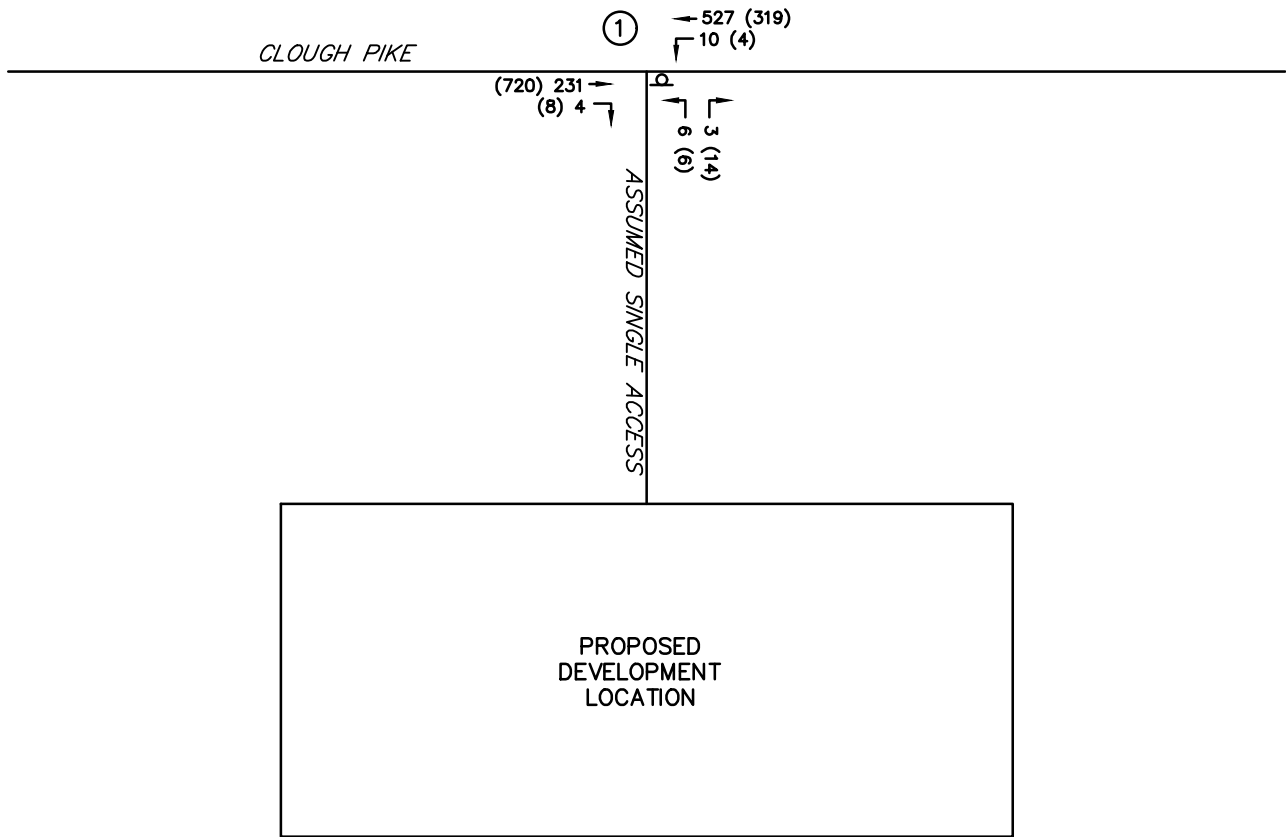 1
527 (319)
10 (4)
CLOUGH PIKE
(720) 231
(8) 4
6 (6)
3 (14)
ASSUMED SINGLE ACCESS
PROPOSED
DEVELOPMENT
LOCATION